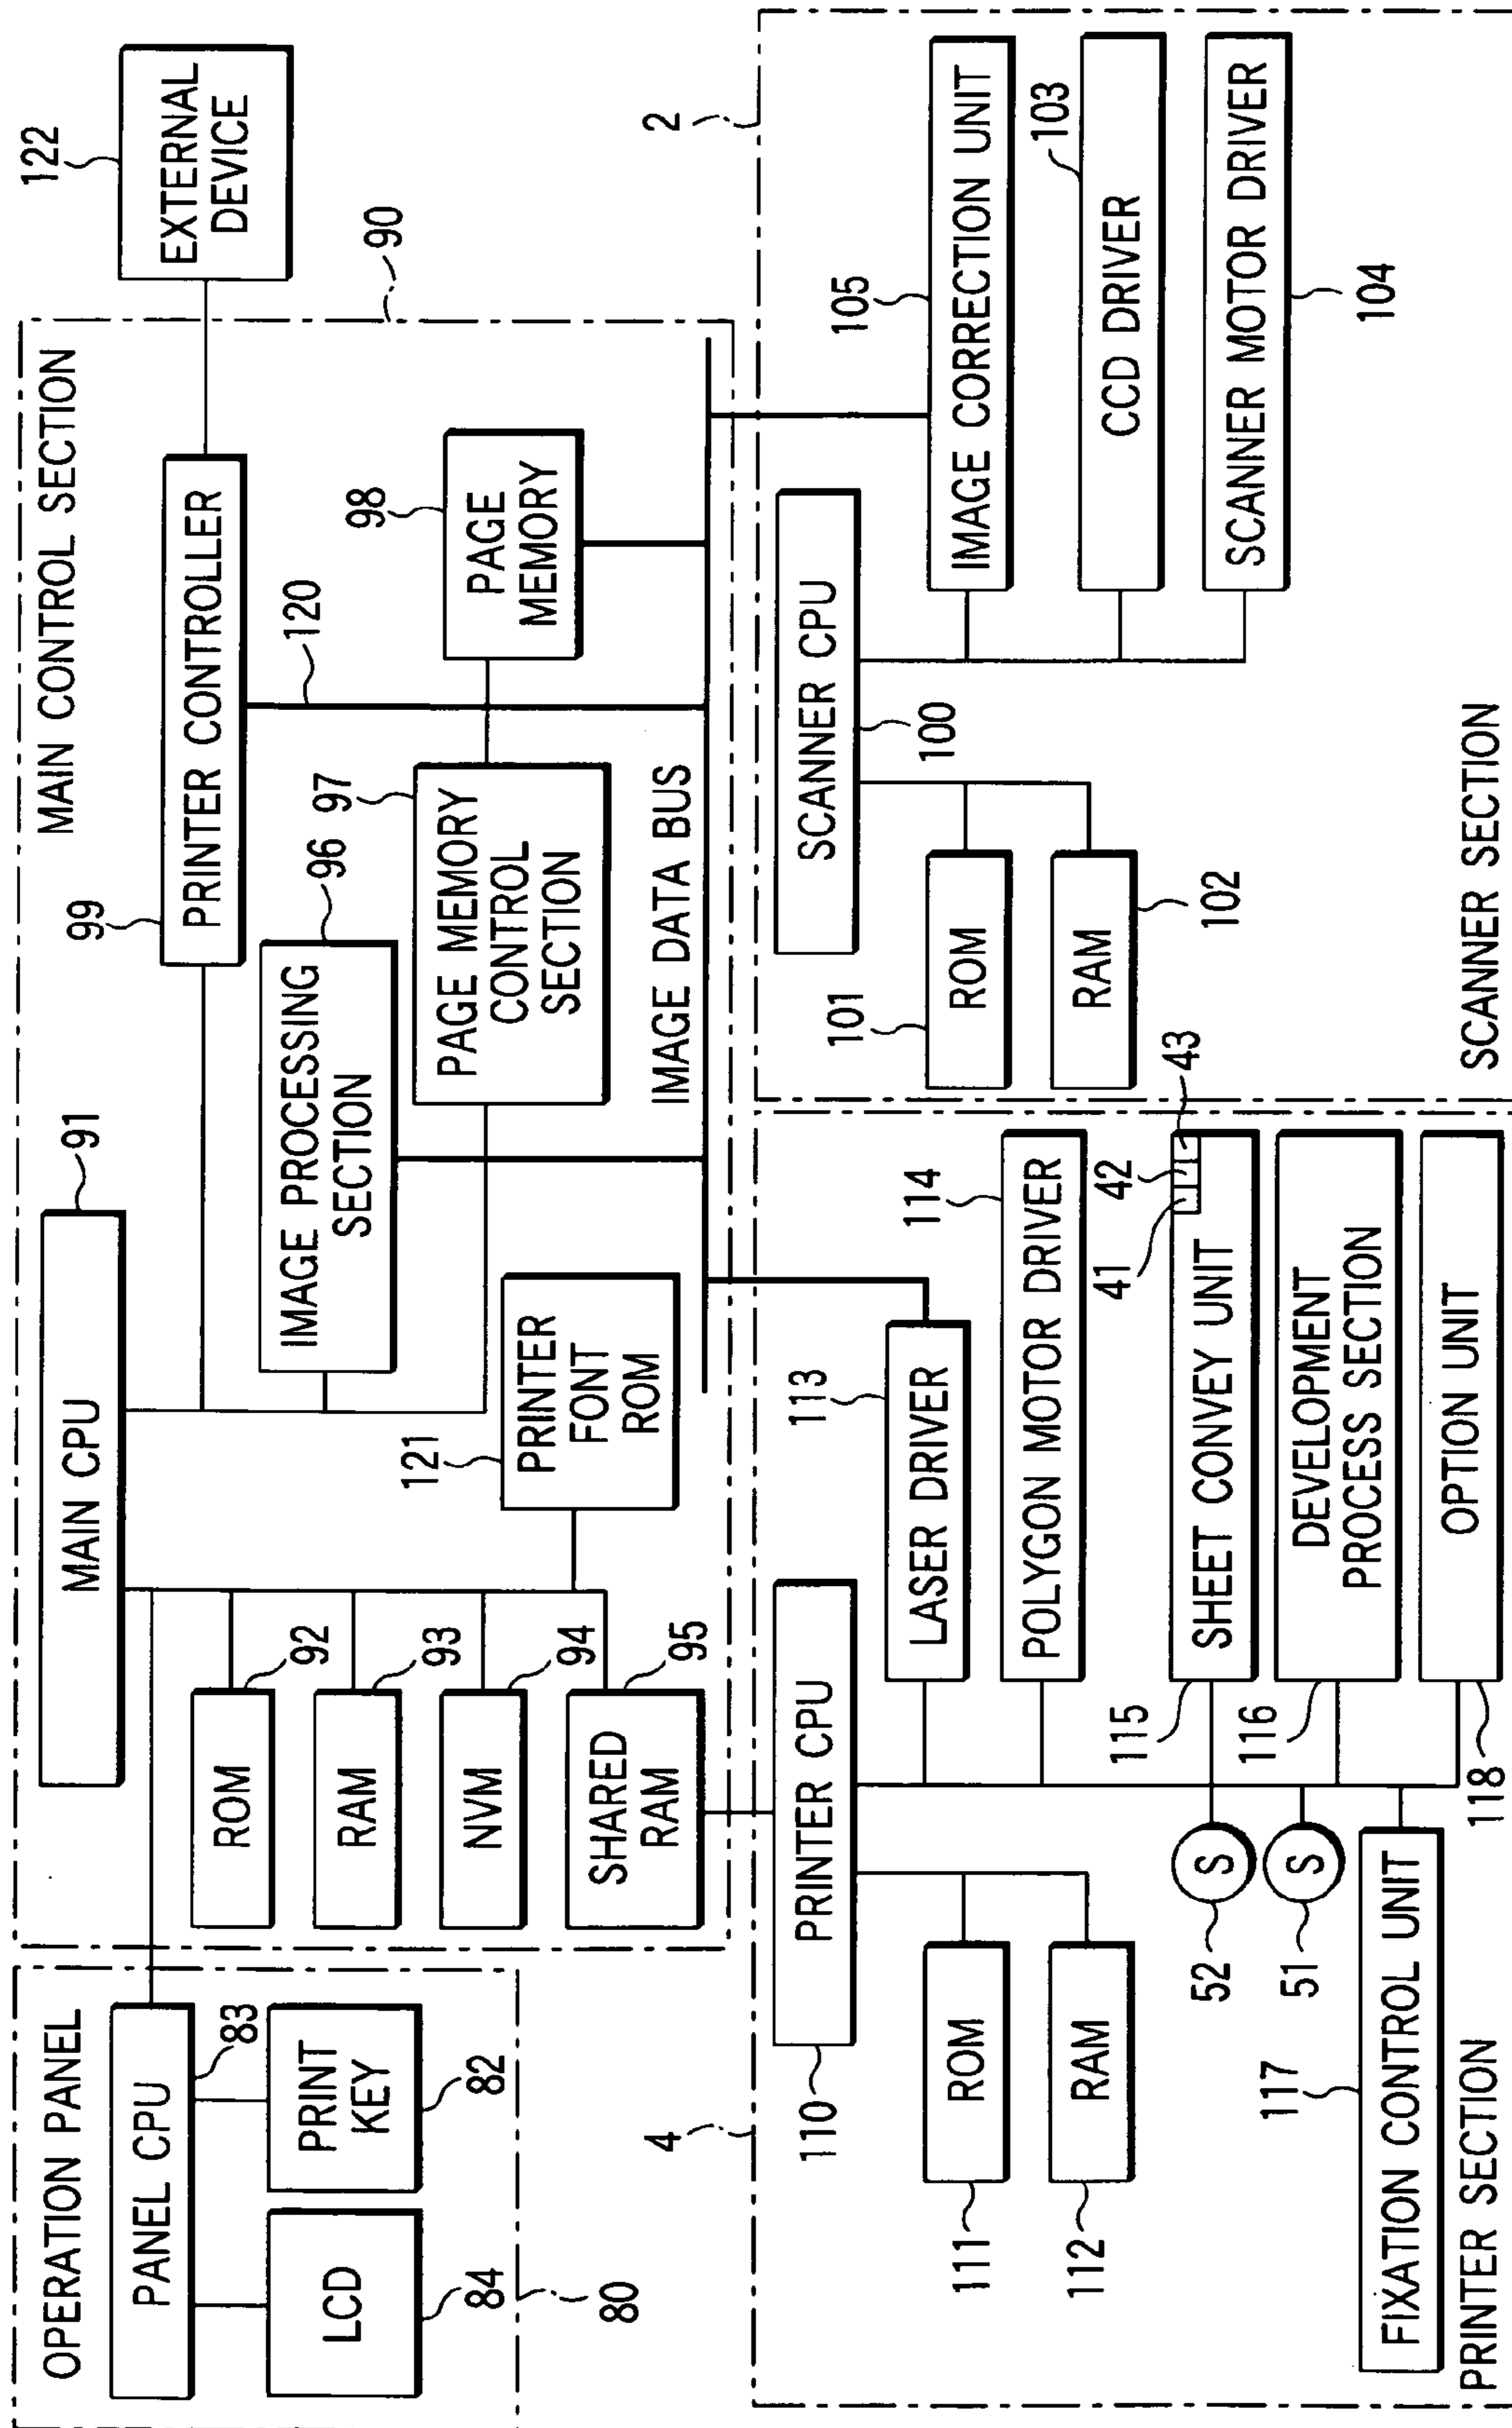 OPERATION PANEL
PANEL CPU
83
LCD
84
PRINT
KEY
82
80
MAIN CONTROL SECTION
90
MAIN CPU
91
ROM
92
RAM
93
NVM
94
SHARED
RAM
95
PRINTER
FONT
ROM
121
IMAGE PROCESSING
SECTION
96
PAGE MEMORY
CONTROL
SECTION
97
PAGE
MEMORY
98
PRINTER CONTROLLER
99
120
IMAGE DATA BUS
EXTERNAL
DEVICE
122
4
PRINTER CPU
110
ROM
111
RAM
112
LASER DRIVER
113
POLYGON MOTOR DRIVER
114
SHEET CONVEY UNIT
115
41
42
43
DEVELOPMENT
PROCESS SECTION
116
OPTION UNIT
118
S
52
S
51
FIXATION CONTROL UNIT
117
PRINTER SECTION
2
SCANNER CPU
100
ROM
101
RAM
102
IMAGE CORRECTION UNIT
105
CCD DRIVER
103
SCANNER MOTOR DRIVER
104
SCANNER SECTION